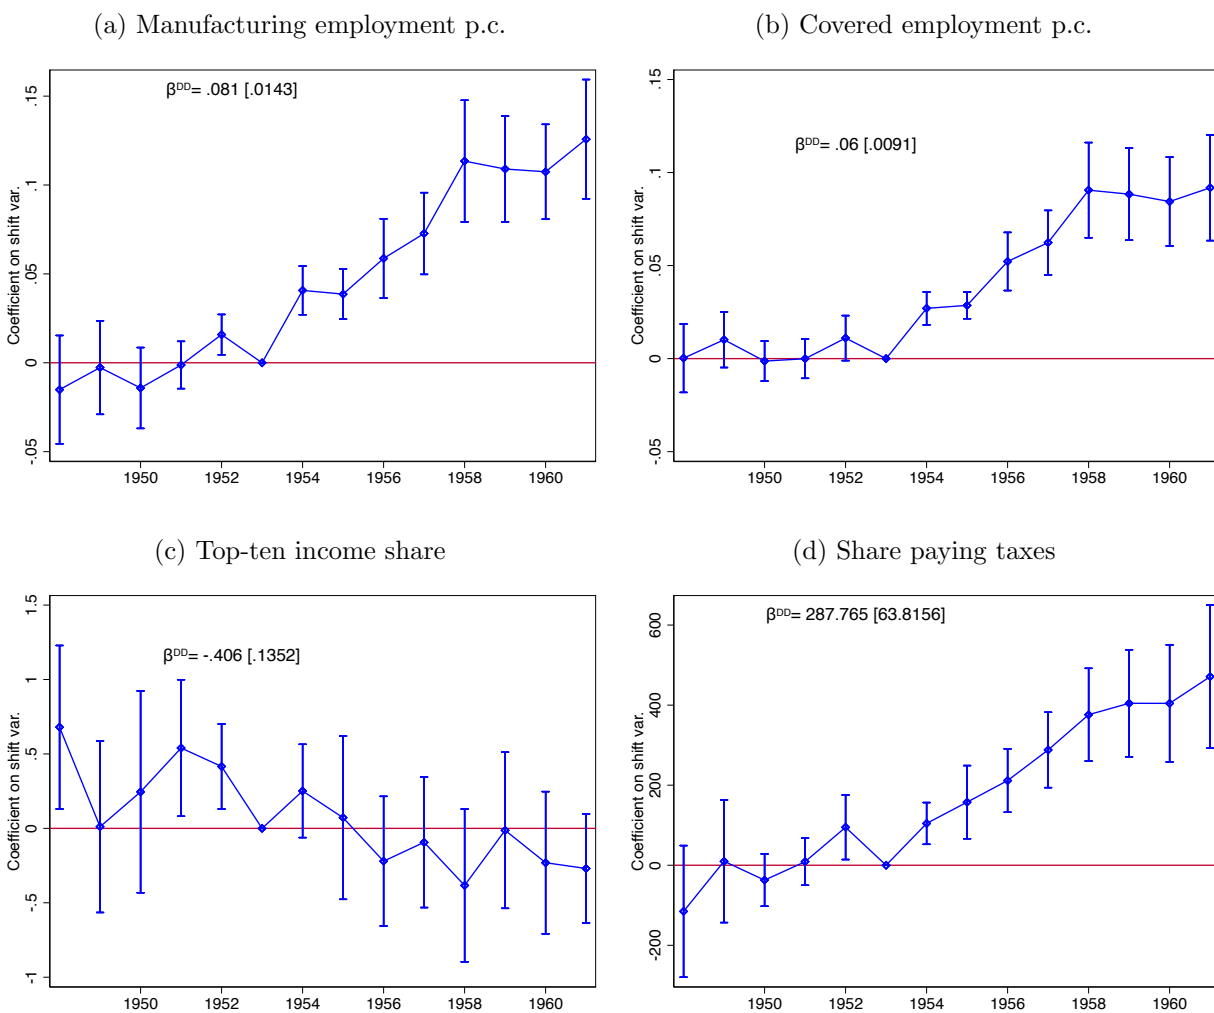 (a) Manufacturing employment p.c.
(b) Covered employment p.c.
βᴰᴰ= .081 [.0143]
βᴰᴰ= .06 [.0091]
Coefficient on shift var.
.15
.1
.05
0
-.05
1950 1952 1954 1956 1958 1960
Coefficient on shift var.
.15
.1
.05
0
-.05
1950 1952 1954 1956 1958 1960
(c) Top-ten income share
(d) Share paying taxes
βᴰᴰ= -.406 [.1352]
βᴰᴰ= 287.765 [63.8156]
Coefficient on shift var.
1.5
1
.5
0
-.5
-1
1950 1952 1954 1956 1958 1960
Coefficient on shift var.
600
400
200
0
-200
1950 1952 1954 1956 1958 1960